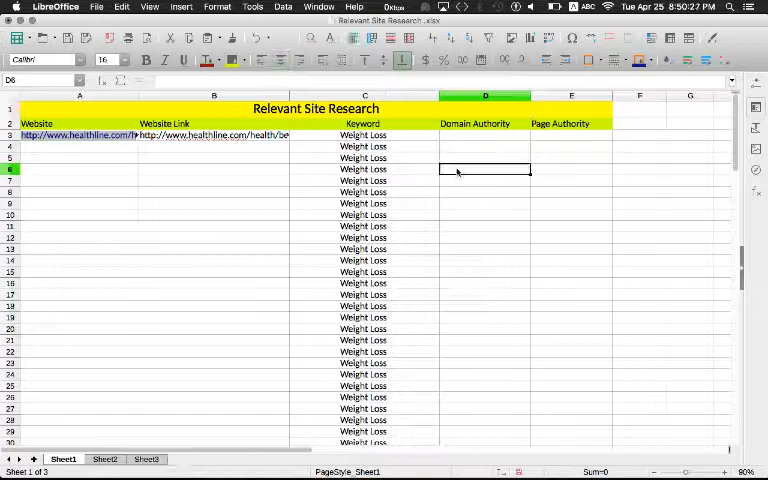 LibreOffice File Edit View Insert Format Tools Data Window Help 0ktps ABC Tue Apr 25 8:50:27 PM
Relevant Site Research .xlsx
Calibri 16
D6
A B C D E F G
1 Relevant Site Research
2 Website Website Link Keyword Domain Authority Page Authority
3 http://www.healthline.com/h http://www.healthline.com/health/be Weight Loss
4 Weight Loss
5 Weight Loss
6 Weight Loss
7 Weight Loss
8 Weight Loss
9 Weight Loss
10 Weight Loss
11 Weight Loss
12 Weight Loss
13 Weight Loss
14 Weight Loss
15 Weight Loss
16 Weight Loss
17 Weight Loss
18 Weight Loss
19 Weight Loss
20 Weight Loss
21 Weight Loss
22 Weight Loss
23 Weight Loss
24 Weight Loss
25 Weight Loss
26 Weight Loss
27 Weight Loss
28 Weight Loss
29 Weight Loss
30 Weight Loss
Sheet1 Sheet2 Sheet3
Sheet 1 of 3 PageStyle_Sheet1 Sum=0 90%